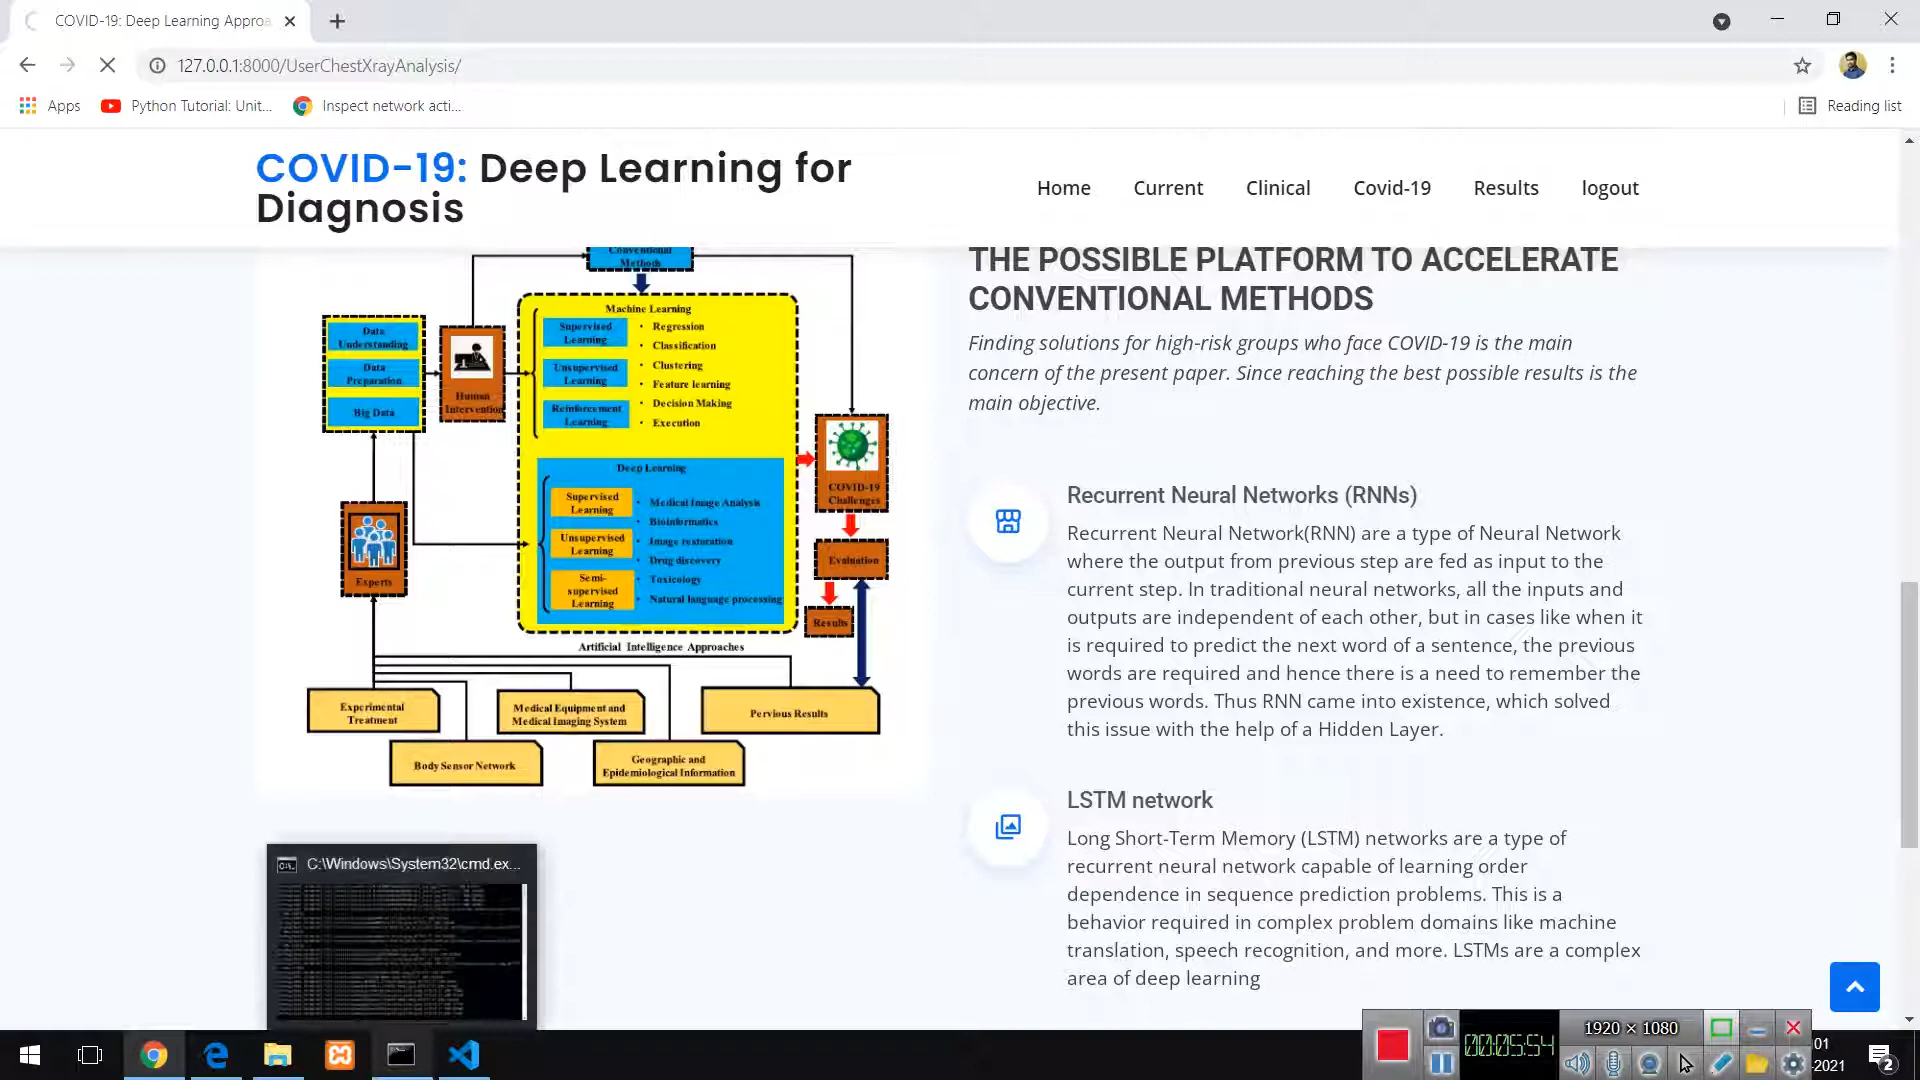 COVID-19: Deep Learning Approa
127.0.0.1:8000/UserChestXrayAnalysis/
Apps
Python Tutorial: Unit...
Inspect network acti...
Reading list
COVID-19: Deep Learning for
Diagnosis
Home
Current
Clinical
Covid-19
Results
logout
Conventional
Methods
Data
Understanding
Data
Preparation
Big Data
Human
Intervention
Machine Learning
Supervised
Learning
Unsupervised
Learning
Reinforcement
Learning
• Regression
• Classification
• Clustering
• Feature learning
• Decision Making
• Execution
Deep Learning
Supervised
Learning
Unsupervised
Learning
Semi-
supervised
Learning
• Medical Image Analysis
• Bioinformatics
• Image restoration
• Drug discovery
• Toxicology
• Natural language processing
COVID-19
Challenges
Evaluation
Results
Experts
Artificial Intelligence Approaches
Experimental
Treatment
Medical Equipment and
Medical Imaging System
Pervious Results
Body Sensor Network
Geographic and
Epidemiological Information
THE POSSIBLE PLATFORM TO ACCELERATE
CONVENTIONAL METHODS
Finding solutions for high-risk groups who face COVID-19 is the main
concern of the present paper. Since reaching the best possible results is the
main objective.
Recurrent Neural Networks (RNNs)
Recurrent Neural Network(RNN) are a type of Neural Network
where the output from previous step are fed as input to the
current step. In traditional neural networks, all the inputs and
outputs are independent of each other, but in cases like when it
is required to predict the next word of a sentence, the previous
words are required and hence there is a need to remember the
previous words. Thus RNN came into existence, which solved
this issue with the help of a Hidden Layer.
LSTM network
Long Short-Term Memory (LSTM) networks are a type of
recurrent neural network capable of learning order
dependence in sequence prediction problems. This is a
behavior required in complex problem domains like machine
translation, speech recognition, and more. LSTMs are a complex
area of deep learning
C:\Windows\System32\cmd.ex...
00:05:54
1920 × 1080
01
-2021
2